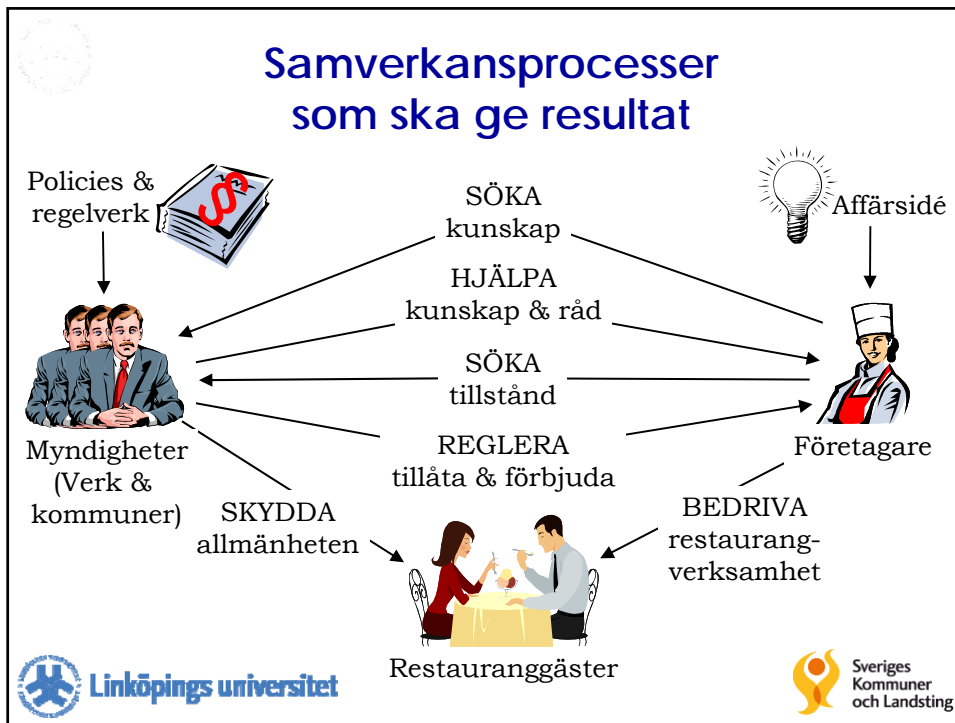 Samverkansprocesser
som ska ge resultat
Policies &
regelverk
§
SÖKA
kunskap
Affärsidé
HJÄLPA
kunskap & råd
SÖKA
tillstånd
REGLERA
tillåta & förbjuda
Myndigheter
(Verk &
kommuner)
Företagare
SKYDDA
allmänheten
BEDRIVA
restaurang-
verksamhet
Restauranggäster
Linköpings universitet
Sveriges
Kommuner
och Landsting